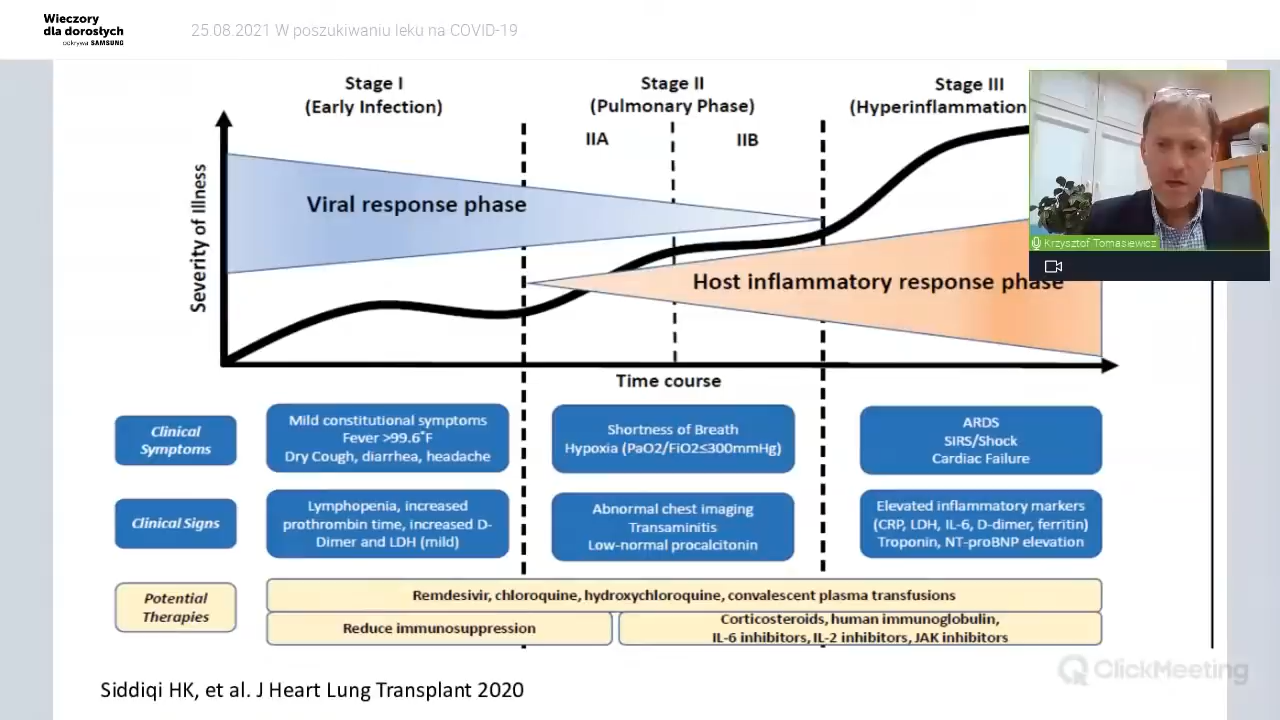 Wieczory
dla dorosłych
odkrywa SAMSUNG
25.08.2021 W poszukiwaniu leku na COVID-19
Stage I
(Early Infection)
Stage II
(Pulmonary Phase)
IIA
IIB
Stage III
(Hyperinflammation
Severity of Illness
Viral response phase
Host inflammatory response phase
Time course
Krzysztof Tomasiewicz
Clinical
Symptoms
Mild constitutional symptoms
Fever >99.6°F
Dry Cough, diarrhea, headache
Shortness of Breath
Hypoxia (PaO2/FiO2≤300mmHg)
ARDS
SIRS/Shock
Cardiac Failure
Clinical Signs
Lymphopenia, increased
prothrombin time, increased D-
Dimer and LDH (mild)
Abnormal chest imaging
Transaminitis
Low-normal procalcitonin
Elevated inflammatory markers
(CRP, LDH, IL-6, D-dimer, ferritin)
Troponin, NT-proBNP elevation
Potential
Therapies
Remdesivir, chloroquine, hydroxychloroquine, convalescent plasma transfusions
Reduce immunosuppression
Corticosteroids, human immunoglobulin,
IL-6 inhibitors, IL-2 inhibitors, JAK inhibitors
Siddiqi HK, et al. J Heart Lung Transplant 2020
ClickMeeting